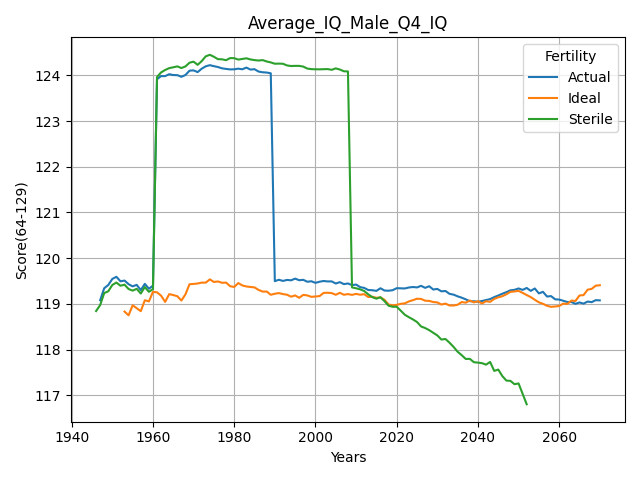 Average_IQ_Male_Q4_IQ
Score(64-129)
124
123
122
121
120
119
118
117
Fertility
Actual
Ideal
Sterile
1940
1960
1980
2000
2020
2040
2060
Years